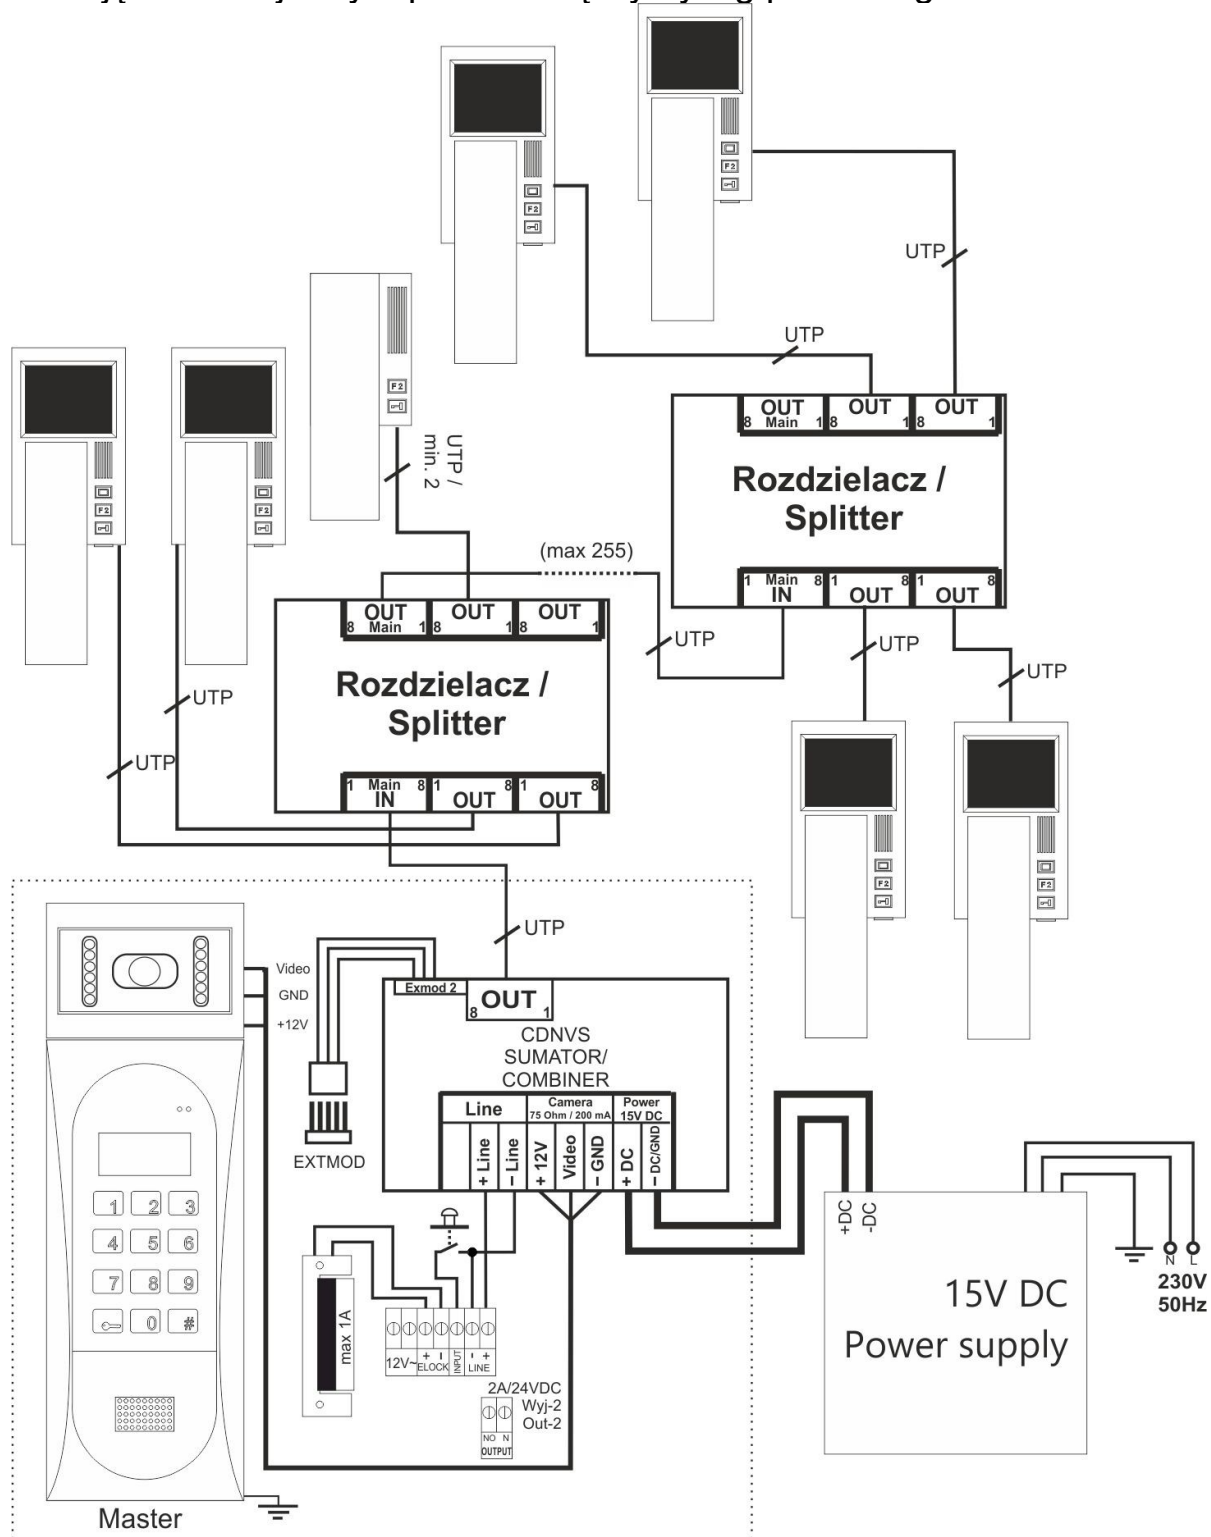 F2
F2
UTP
UTP
F2
OUT
8 Main 1
OUT
8 1
OUT
8 1
F2
F2
UTP /
min. 2
Rozdzielacz /
Splitter
(max 255)
1 Main 8
IN
1 8
OUT
1 8
OUT
OUT
8 Main 1
OUT
8 1
OUT
8 1
UTP
UTP
UTP
Rozdzielacz /
Splitter
UTP
UTP
1 Main 8
IN
1 8
OUT
1 8
OUT
F2
F2
UTP
Video
GND
+12V
Exmod 2
OUT
8 1
CDNVS
SUMATOR/
COMBINER
Line
Camera
75 Ohm / 200 mA
Power
15V DC
+ Line
– Line
+ 12V
Video
– GND
+ DC
– DC/GND
EXTMOD
1 2 3
4 5 6
7 8 9
0 #
max 1A
12V~
+ –
ELOCK
INPUT
- +
LINE
2A/24VDC
Wyj-2
Out-2
NO N
OUTPUT
+DC
-DC
15V DC
Power supply
N L
230V
50Hz
Master